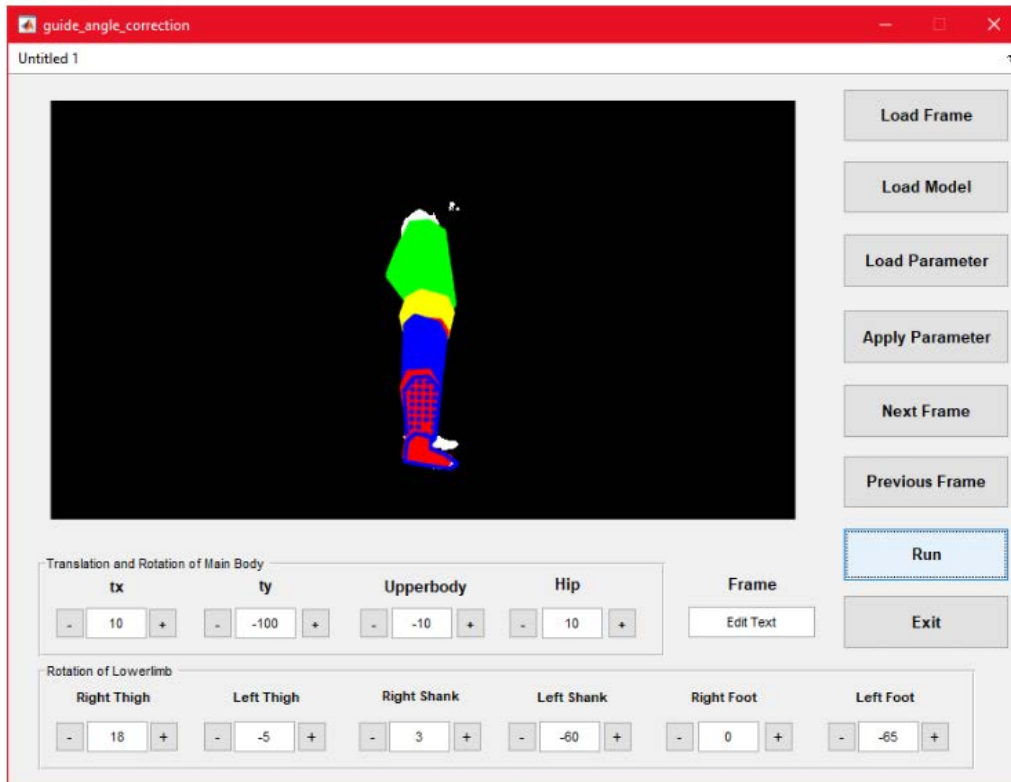 guide_angle_correction
Untitled 1
Load Frame
Load Model
Load Parameter
Apply Parameter
Next Frame
Previous Frame
Run
Exit
Translation and Rotation of Main Body
tx ty Upperbody Hip Frame
- 10 + - -100 + - -10 + - 10 + Edit Text
Rotation of Lowerlimb
Right Thigh Left Thigh Right Shank Left Shank Right Foot Left Foot
- 18 + - -5 + - 3 + - -60 + - 0 + - -65 +